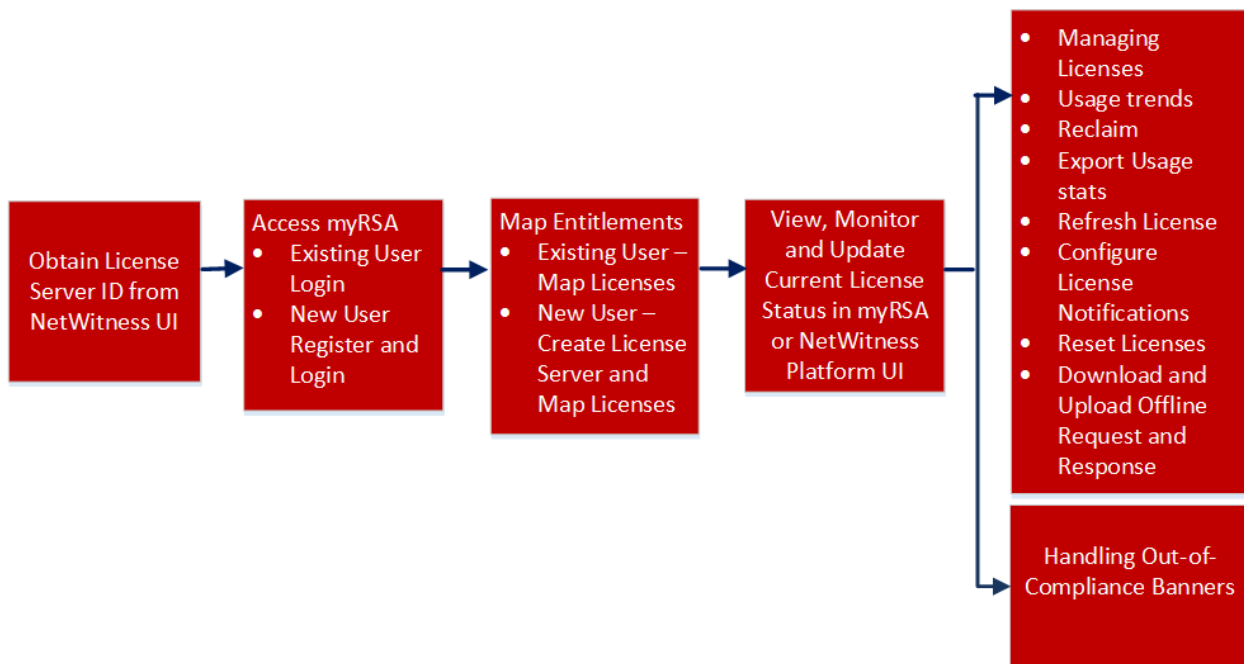 Obtain License
Server ID from
NetWitness UI
Access myRSA
• Existing User
Login
• New User
Register and
Login
Map Entitlements
• Existing User –
Map Licenses
• New User –
Create License
Server and
Map Licenses
View, Monitor
and Update
Current License
Status in myRSA
or NetWitness
Platform UI
• Managing
Licenses
• Usage trends
• Reclaim
• Export Usage
stats
• Refresh License
• Configure
License
Notifications
• Reset Licenses
• Download and
Upload Offline
Request and
Response
Handling Out-of-
Compliance Banners